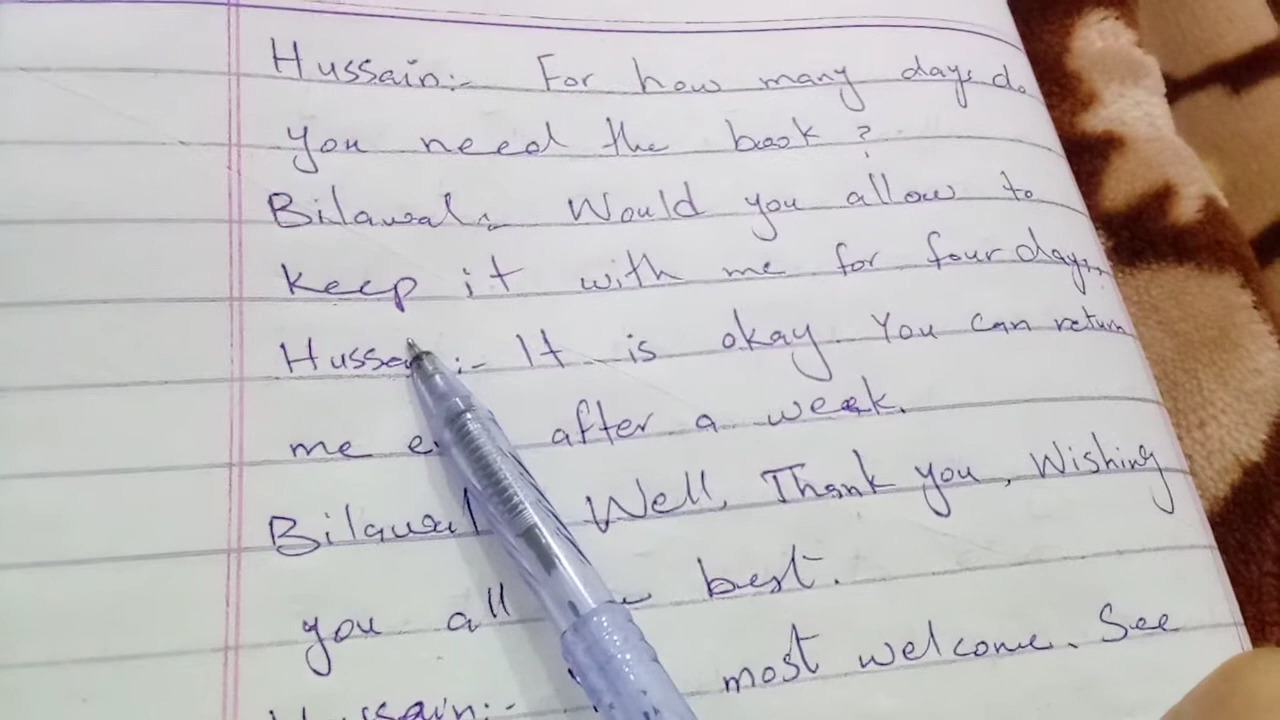 Hussain:- For how many days do
you need the book ?
Bilawal:- Would you allow to
keep it with me for four days.
Hussain:- It is okay. You can return
me after a week.
Bilawal Well, Thank you, Wishing
you all best.
Hussain:- most welcome. See